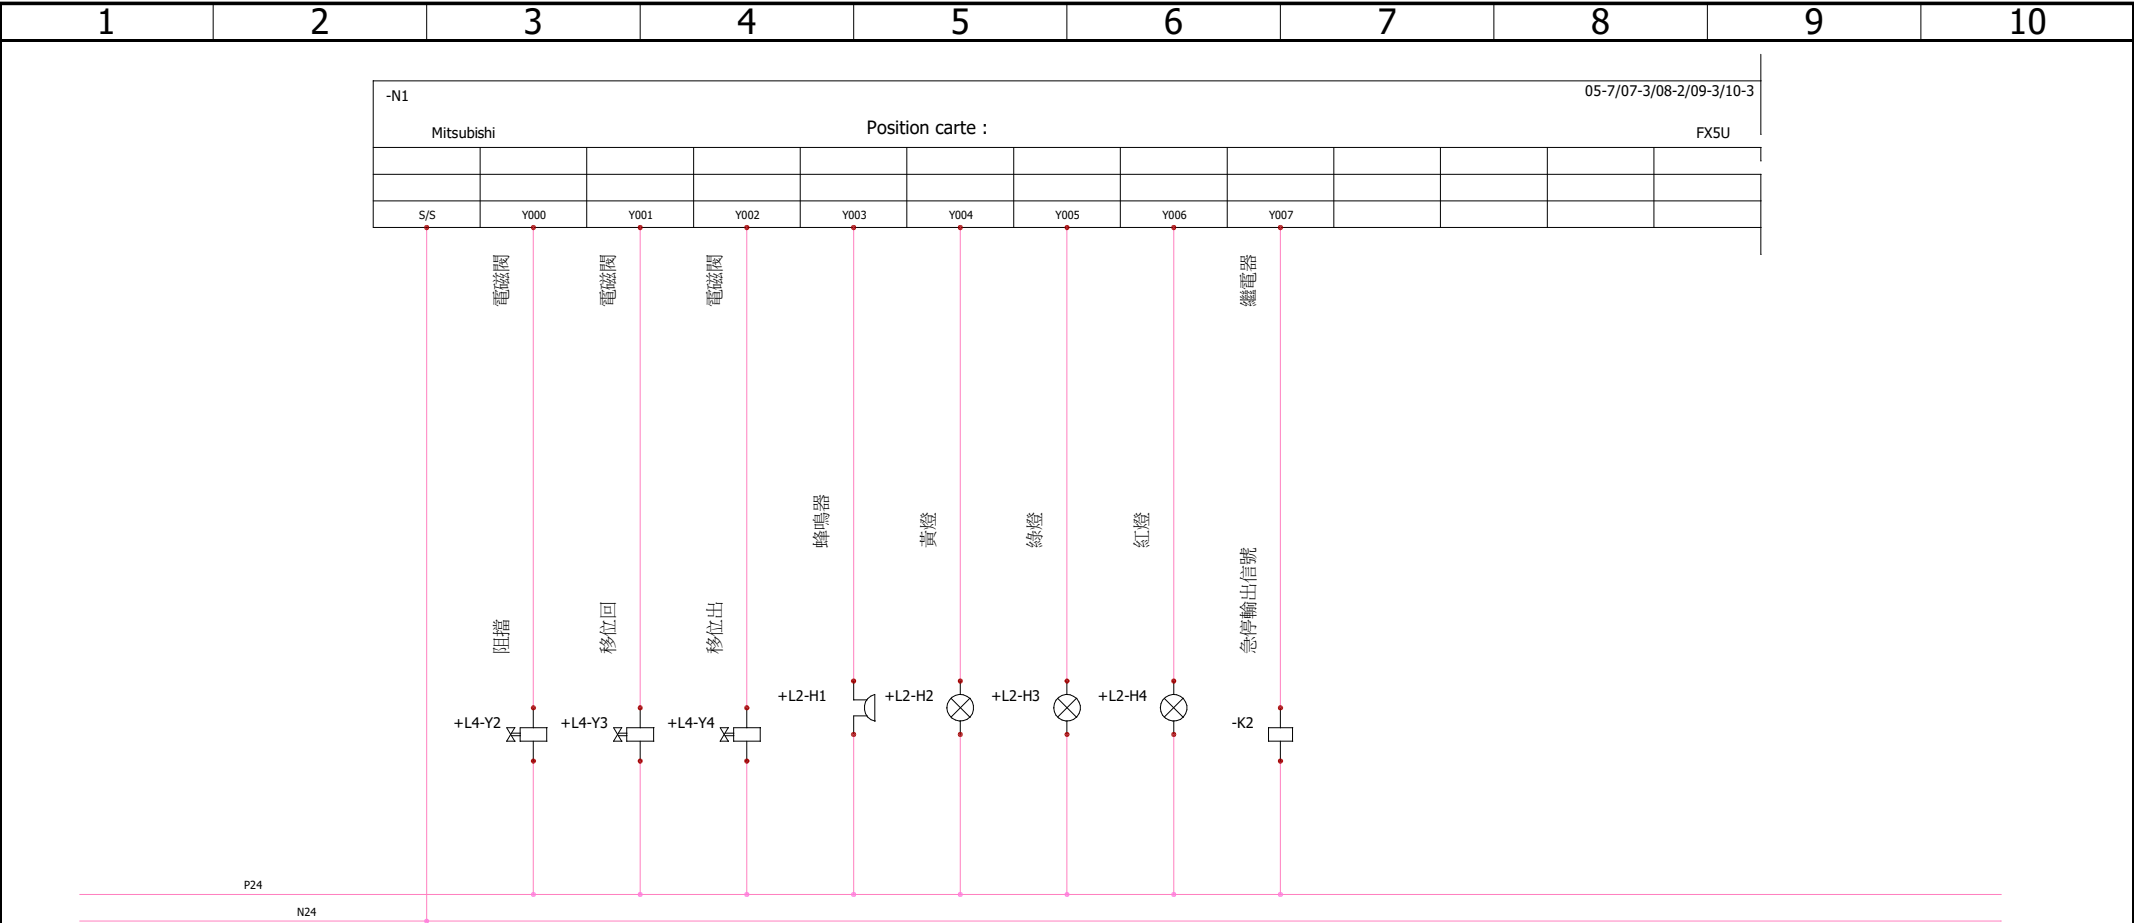 1 2 3 4 5 6 7 8 9 10
-N1 05-7/07-3/08-2/09-3/10-3
Mitsubishi Position carte : FX5U
S/S Y000 Y001 Y002 Y003 Y004 Y005 Y006 Y007
電磁閥
電磁閥
電磁閥
繼電器
蜂鳴器
黃燈
綠燈
紅燈
急停輸出信號
阻擋
移位回
移位出
+L2-H1 +L2-H2 +L2-H3 +L2-H4
+L4-Y2 +L4-Y3 +L4-Y4 -K2
P24
N24